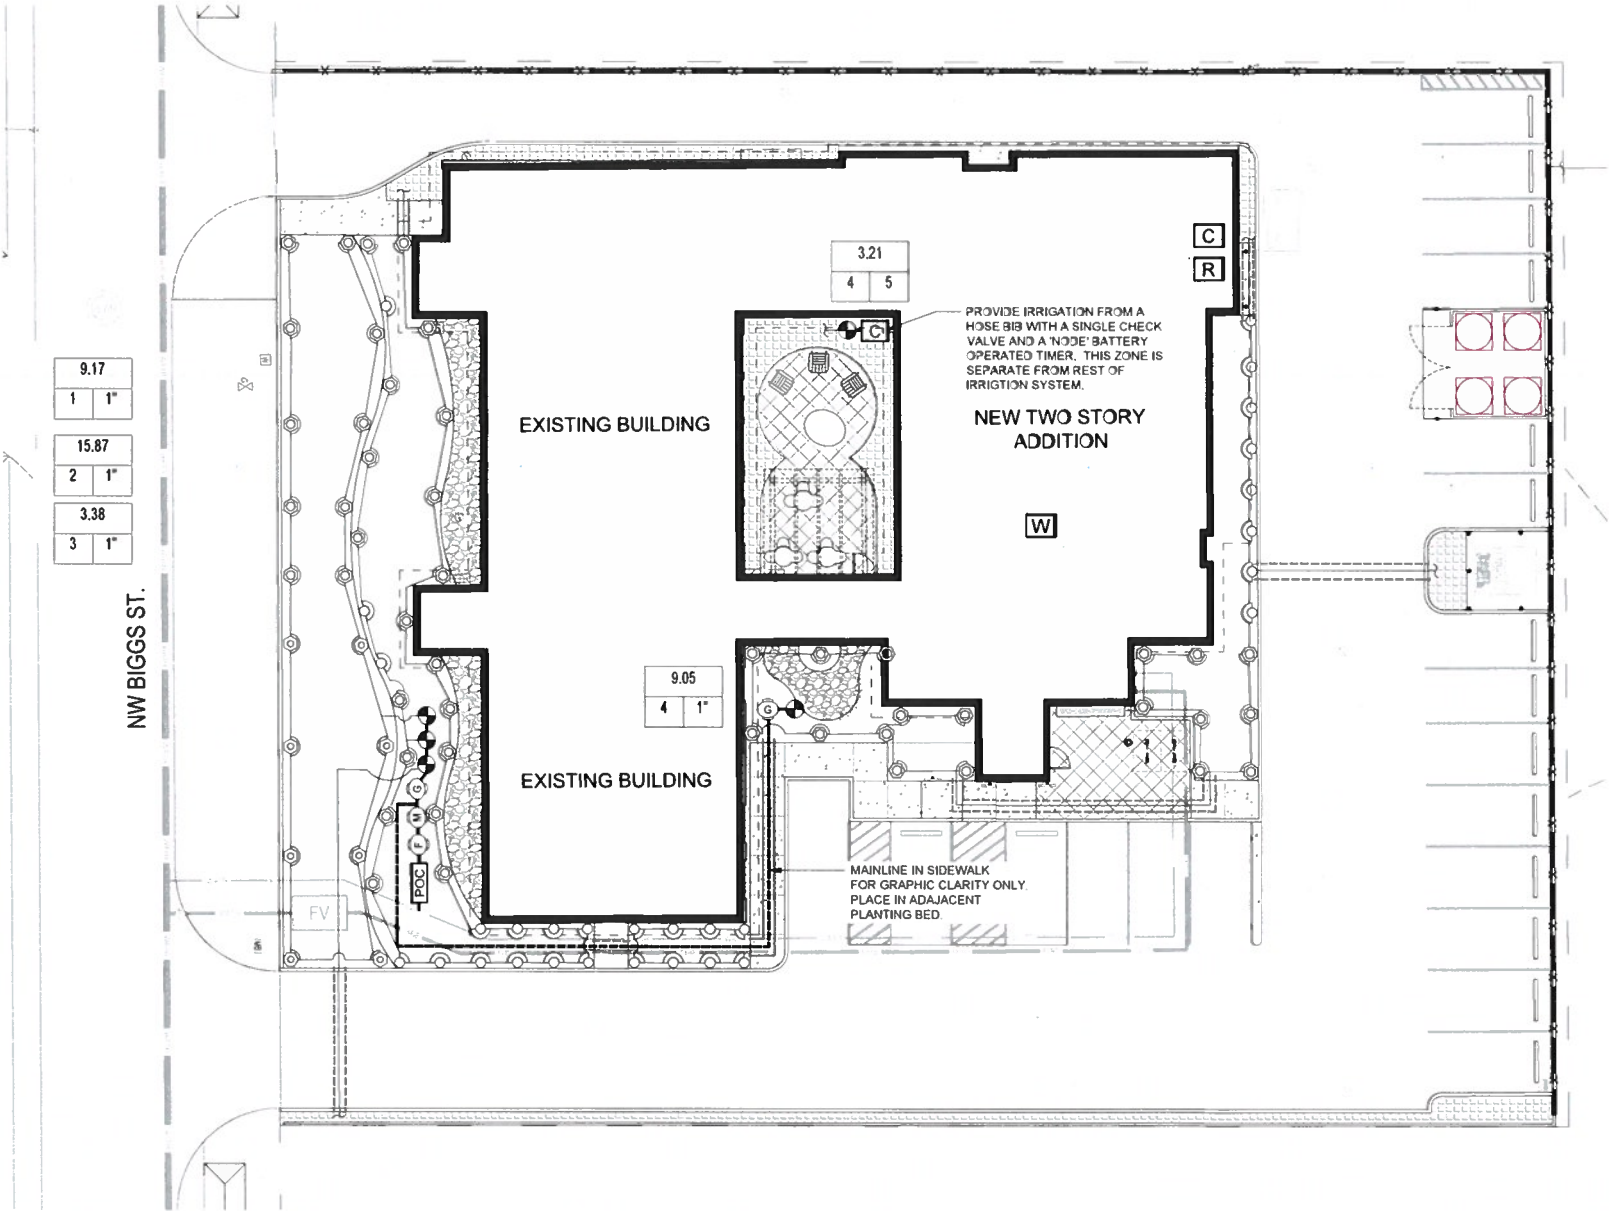 3.21
4 5
C
R
C
PROVIDE IRRIGATION FROM A
HOSE BIB WITH A SINGLE CHECK
VALVE AND A 'NODE' BATTERY
OPERATED TIMER. THIS ZONE IS
SEPARATE FROM REST OF
IRRIGTION SYSTEM.
9.17
1 1"
15.87
2 1"
3.38
3 1"
EXISTING BUILDING
NEW TWO STORY
ADDITION
W
NW BIGGS ST.
9.05
4 1"
G
EXISTING BUILDING
G
M
F
POC
FV
MAINLINE IN SIDEWALK
FOR GRAPHIC CLARITY ONLY.
PLACE IN ADAJACENT
PLANTING BED.